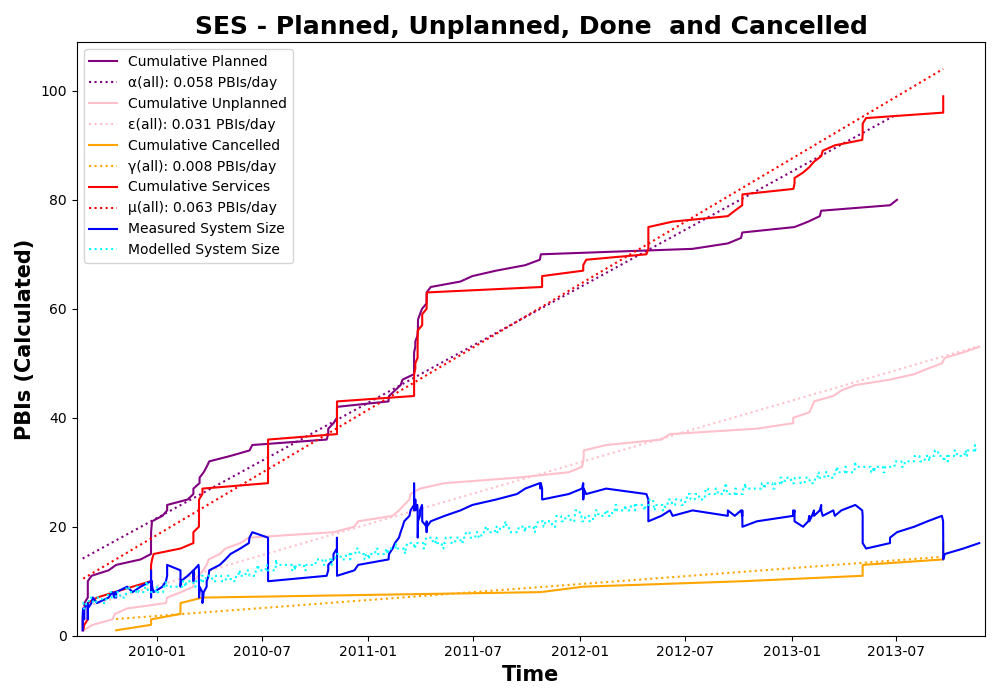 SES - Planned, Unplanned, Done  and Cancelled
PBIs (Calculated)
100
80
60
40
20
0
Cumulative Planned
α(all): 0.058 PBIs/day
Cumulative Unplanned
ε(all): 0.031 PBIs/day
Cumulative Cancelled
γ(all): 0.008 PBIs/day
Cumulative Services
μ(all): 0.063 PBIs/day
Measured System Size
Modelled System Size
2010-01 2010-07 2011-01 2011-07 2012-01 2012-07 2013-01 2013-07
Time